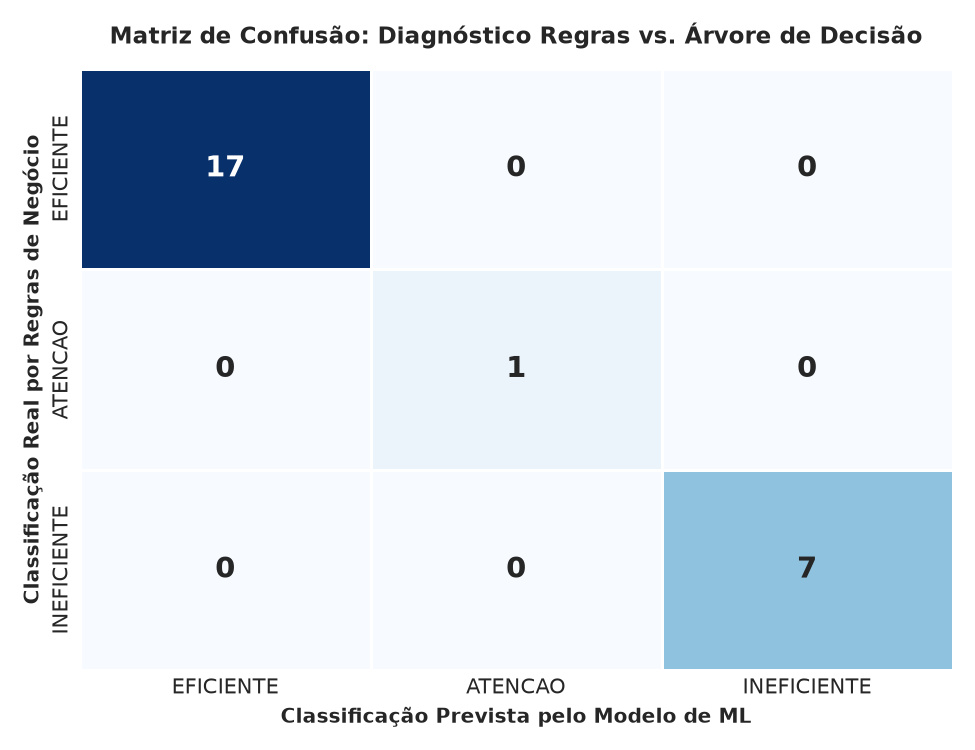 Matriz de Confusão: Diagnóstico Regras vs. Árvore de Decisão
Classificação Real por Regras de Negócio
EFICIENTE
17
0
0
ATENCAO
0
1
0
INEFICIENTE
0
0
7
EFICIENTE
ATENCAO
INEFICIENTE
Classificação Prevista pelo Modelo de ML